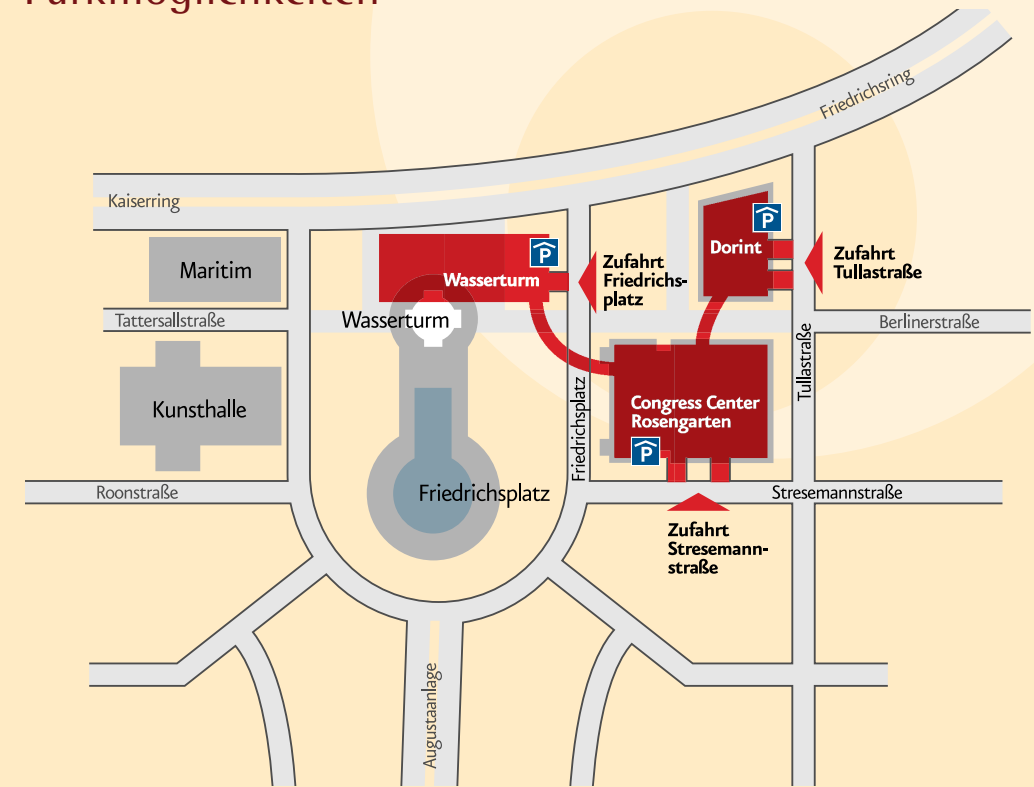 Parkmöglichkeiten
Friedrichsring
Kaiserring
Maritim
Wasserturm
P
Zufahrt
Friedrichs-
platz
Dorint
P
Zufahrt
Tullastraße
Tattersallstraße
Wasserturm
Berlinerstraße
Tullastraße
Kunsthalle
Friedrichsplatz
Congress Center
Rosengarten
P
Roonstraße
Friedrichsplatz
Stresemannstraße
Zufahrt
Stresemann-
straße
Augustaanlage